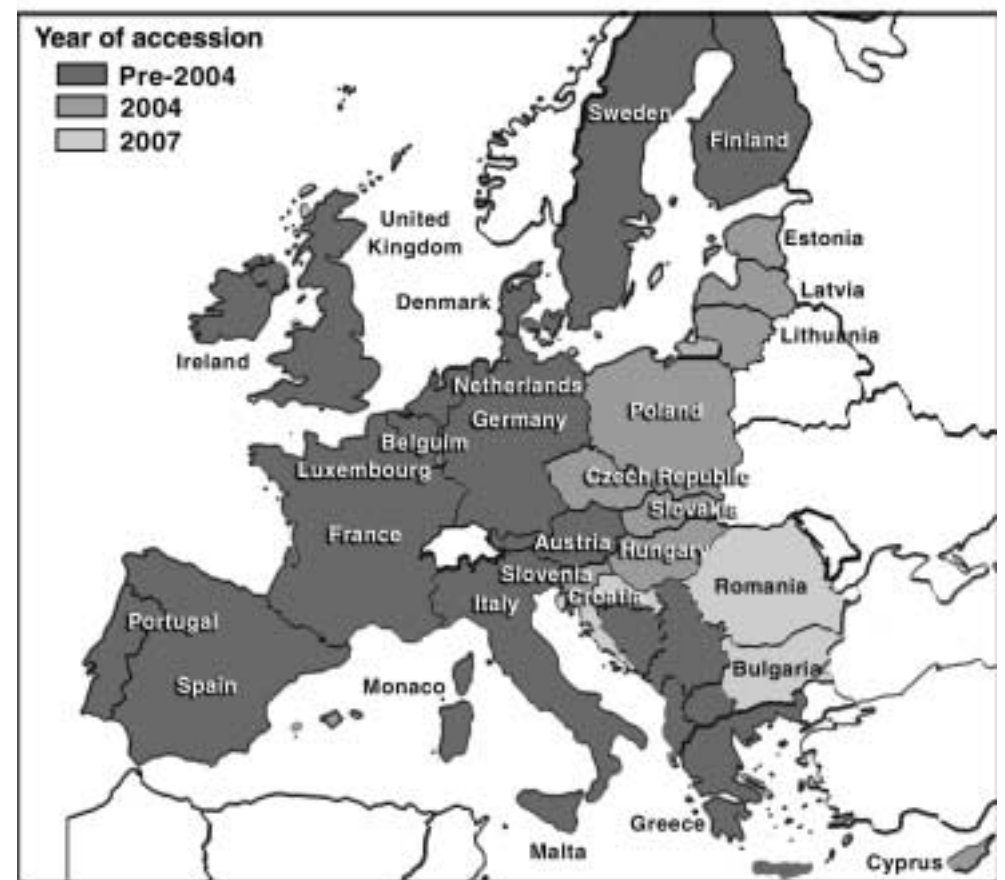 Year of accession
Pre-2004
2004
2007
Sweden
Finland
United
Kingdom
Estonia
Denmark
Latvia
Lithuania
Ireland
Netherlands
Germany
Poland
Belguim
Luxembourg
Czech Republic
Slovakia
France
Austria
Hungary
Slovenia
Croatia
Romania
Italy
Portugal
Bulgaria
Spain
Monaco
Greece
Malta
Cyprus